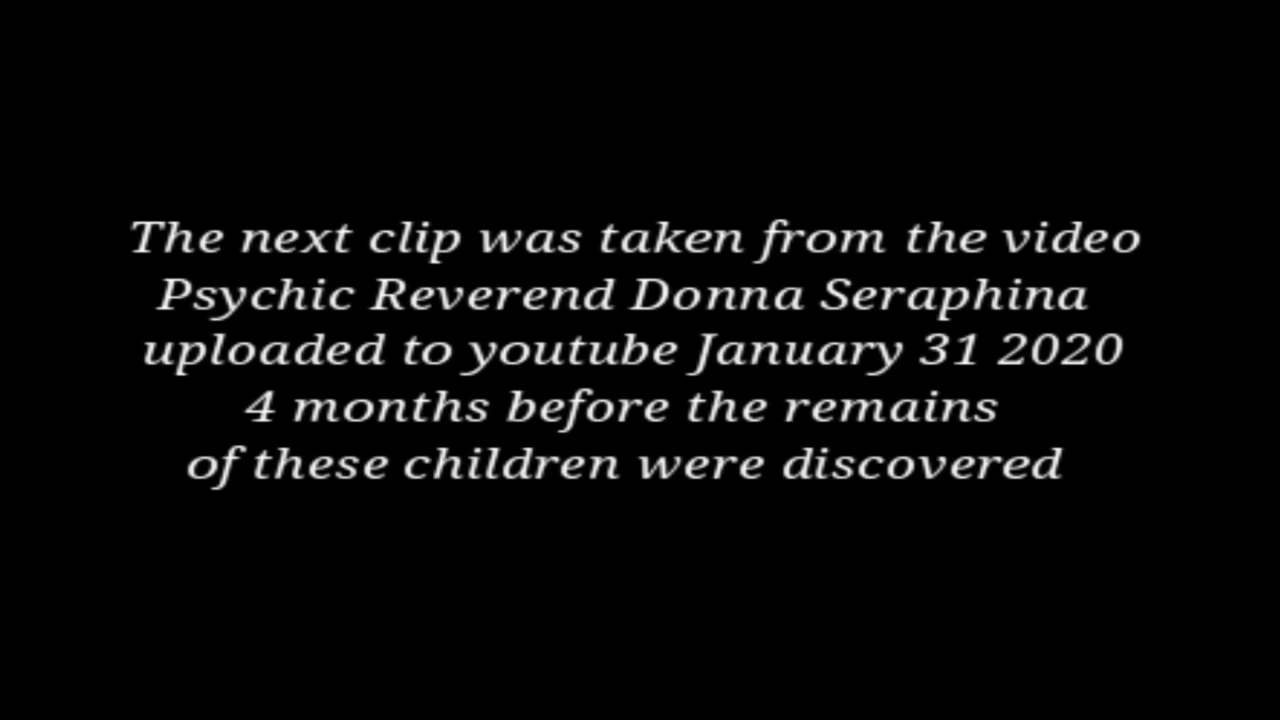 The next clip was taken from the video
Psychic Reverend Donna Seraphina
uploaded to youtube January 31 2020
4 months before the remains
of these children were discovered